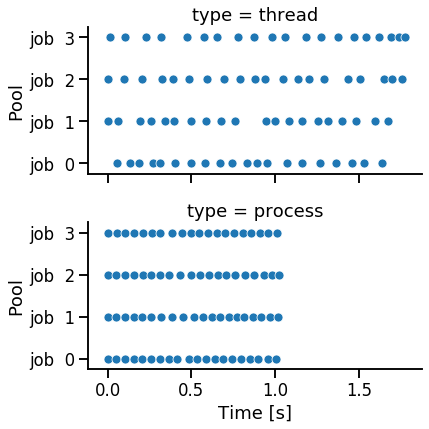 type = thread
job 3
job 2
job 1
job 0
Pool
type = process
job 3
job 2
job 1
job 0
Pool
0.0 0.5 1.0 1.5
Time [s]